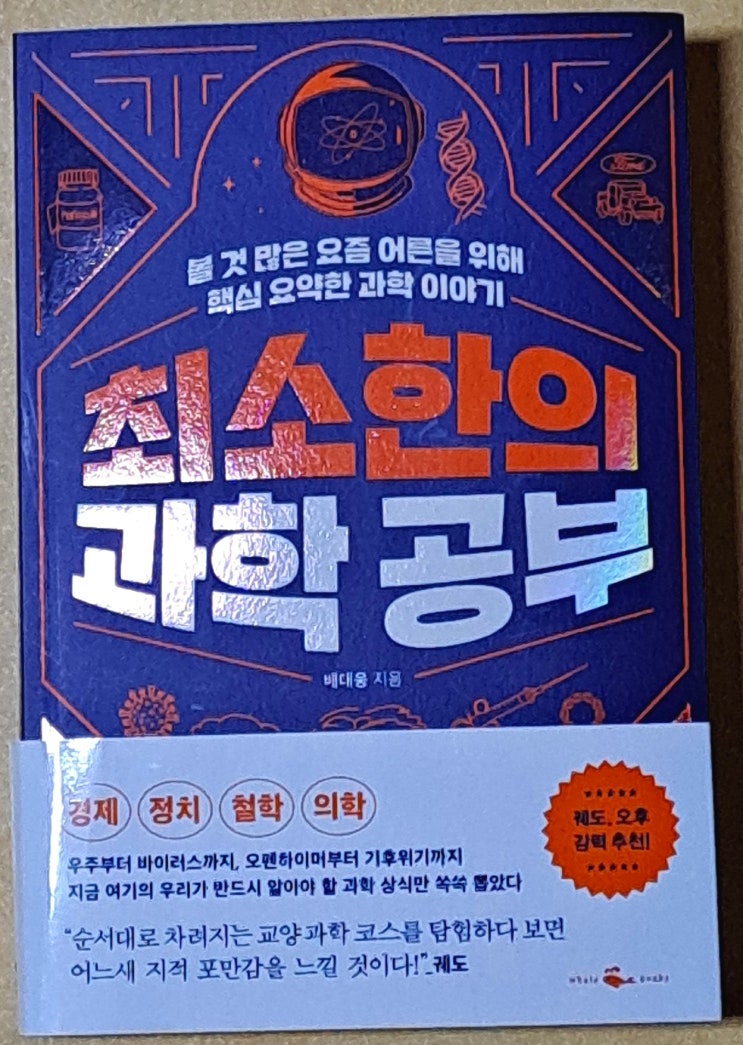 Ford
볼 것 많은 요즘 어른을 위해
핵심 요약한 과학 이야기
최소한의
과학 공부
배대웅 지음
경제 정치 철학 의학
우주부터 바이러스까지, 오펜하이머부터 기후위기까지
지금 여기의 우리가 반드시 알아야 할 과학 상식만 쏙쏙 뽑았다
궤도, 오후
강력 추천!
“순서대로 차려지는 교양 과학 코스를 탐험하다 보면
어느새 지적 포만감을 느낄 것이다!”_궤도
whale books